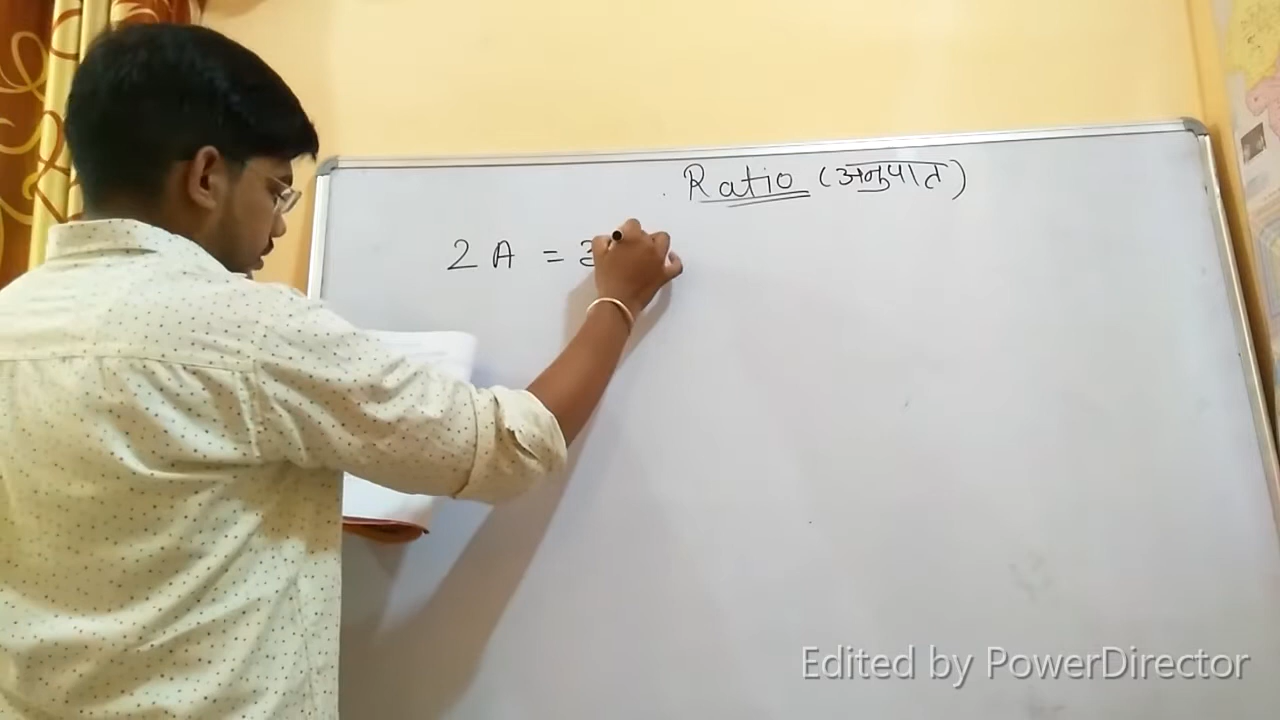 Ratio (अनुपात)
2 A = 3
Edited by PowerDirector